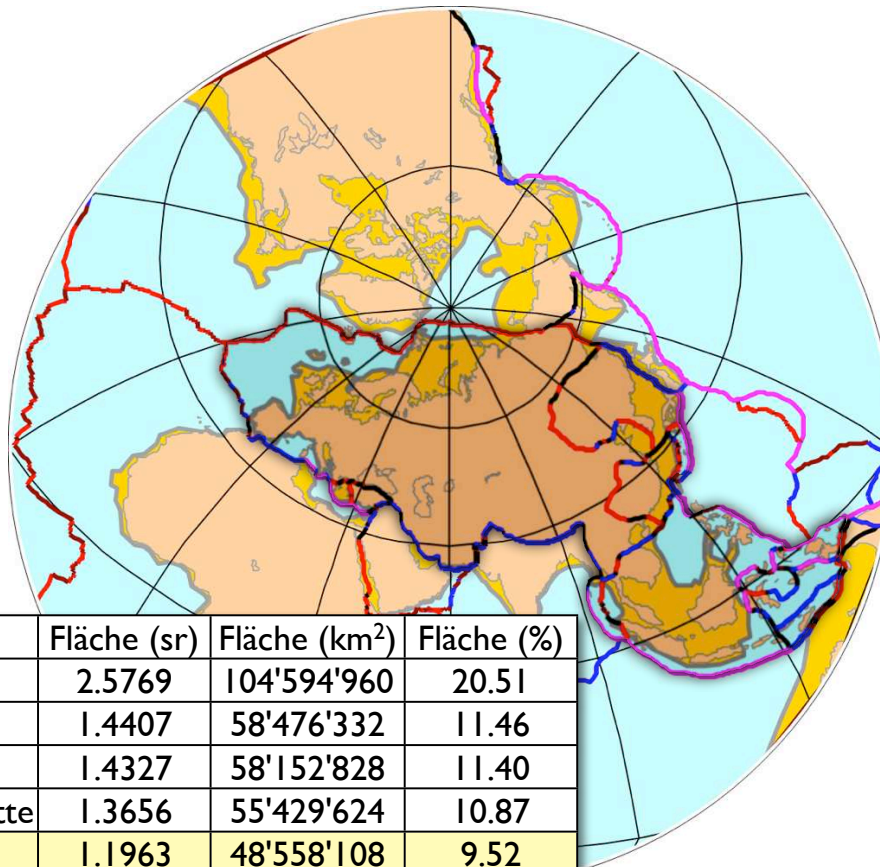 Fläche (sr) Fläche (km²) Fläche (%)
2.5769 104'594'960 20.51
1.4407 58'476'332 11.46
1.4327 58'152'828 11.40
tte 1.3656 55'429'624 10.87
1.1963 48'558'108 9.52